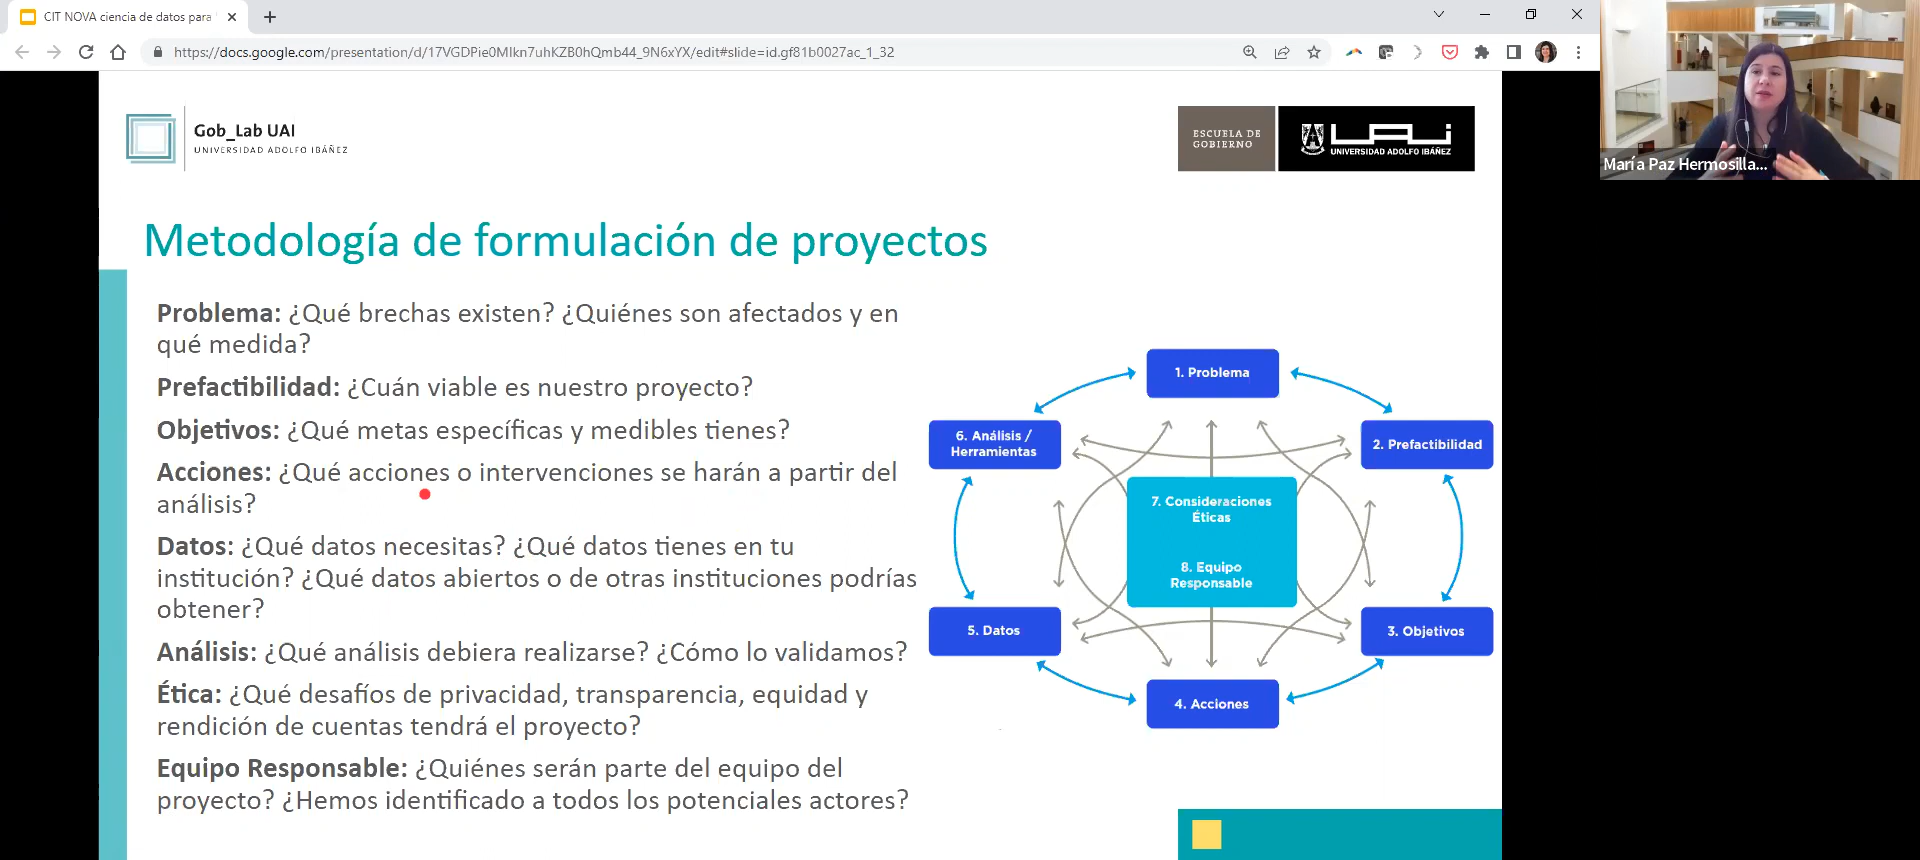 CIT NOVA ciencia de datos para
https://docs.google.com/presentation/d/17VGDPie0MIkn7uhKZB0hQmb44_9N6xYX/edit#slide=id.gf81b0027ac_1_32
Gob_Lab UAI
UNIVERSIDAD ADOLFO IBÁÑEZ
ESCUELA DE
GOBIERNO
UAI
UNIVERSIDAD ADOLFO IBÁÑEZ
María Paz Hermosilla...
Metodología de formulación de proyectos
Problema: ¿Qué brechas existen? ¿Quiénes son afectados y en
qué medida?
Prefactibilidad: ¿Cuán viable es nuestro proyecto?
Objetivos: ¿Qué metas específicas y medibles tienes?
Acciones: ¿Qué acciones o intervenciones se harán a partir del
análisis?
Datos: ¿Qué datos necesitas? ¿Qué datos tienes en tu
institución? ¿Qué datos abiertos o de otras instituciones podrías
obtener?
Análisis: ¿Qué análisis debiera realizarse? ¿Cómo lo validamos?
Ética: ¿Qué desafíos de privacidad, transparencia, equidad y
rendición de cuentas tendrá el proyecto?
Equipo Responsable: ¿Quiénes serán parte del equipo del
proyecto? ¿Hemos identificado a todos los potenciales actores?
1. Problema
2. Prefactibilidad
3. Objetivos
4. Acciones
5. Datos
6. Análisis /
Herramientas
7. Consideraciones
Éticas
8. Equipo
Responsable